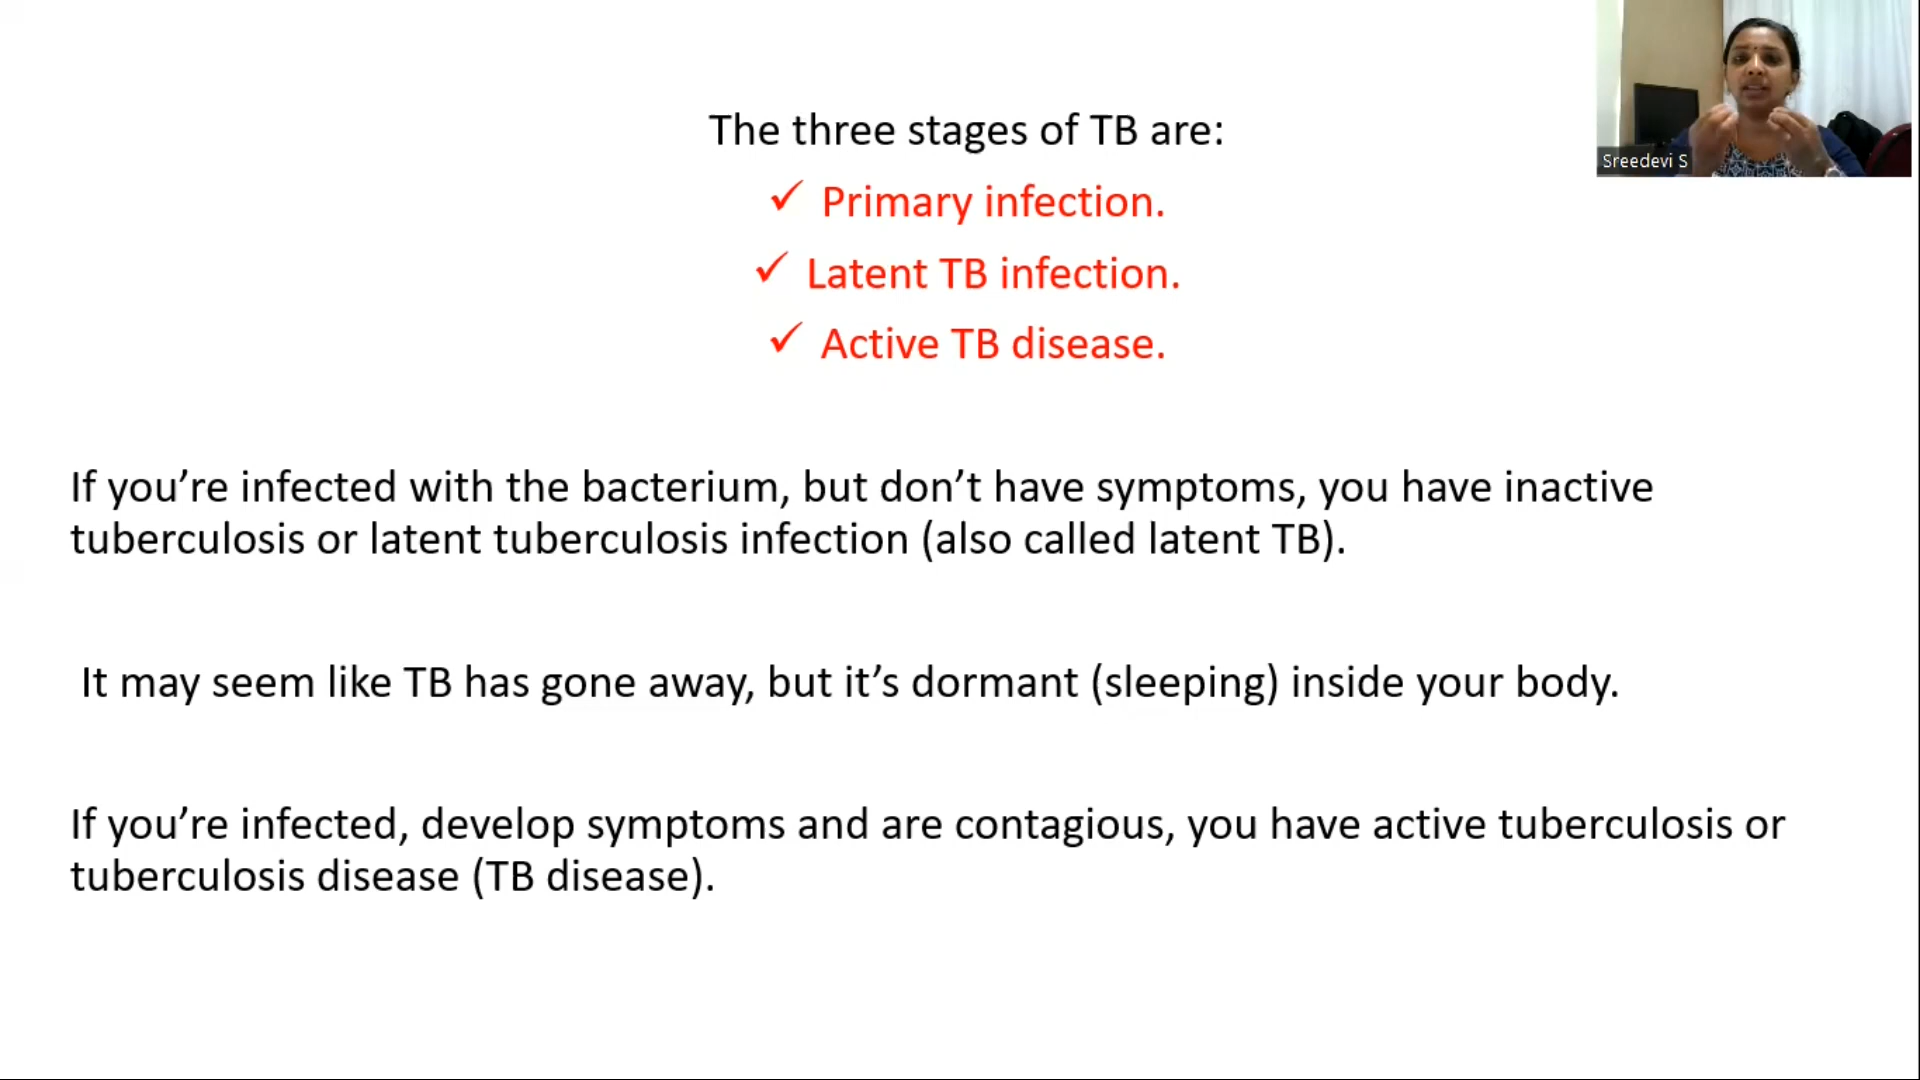 The three stages of TB are:
✓ Primary infection.
✓ Latent TB infection.
✓ Active TB disease.
If you’re infected with the bacterium, but don’t have symptoms, you have inactive
tuberculosis or latent tuberculosis infection (also called latent TB).
It may seem like TB has gone away, but it’s dormant (sleeping) inside your body.
If you’re infected, develop symptoms and are contagious, you have active tuberculosis or
tuberculosis disease (TB disease).
Sreedevi S